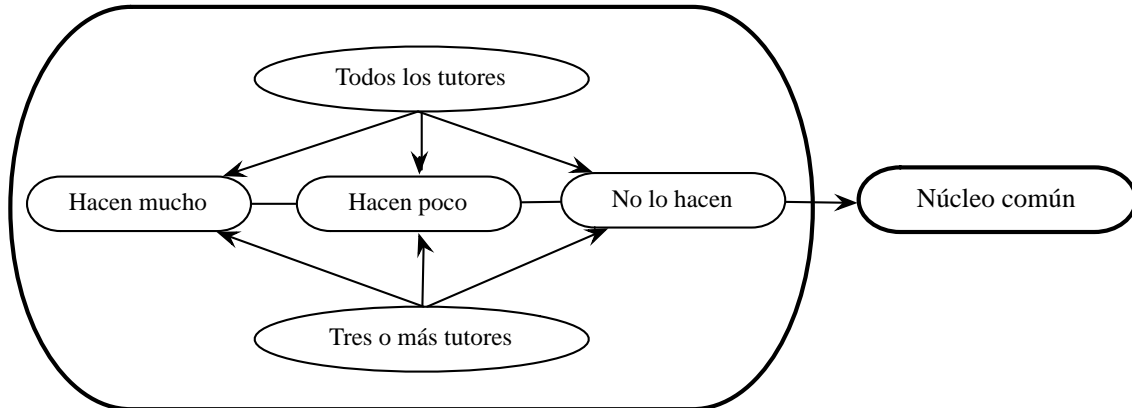 Todos los tutores
Hacen mucho
Hacen poco
No lo hacen
Núcleo común
Tres o más tutores